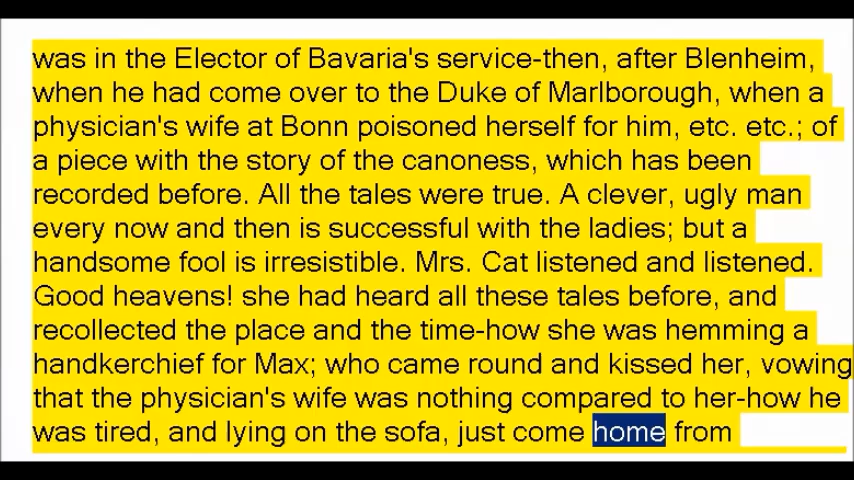 was in the Elector of Bavaria's service-then, after Blenheim,
when he had come over to the Duke of Marlborough, when a
physician's wife at Bonn poisoned herself for him, etc. etc.; of
a piece with the story of the canoness, which has been
recorded before. All the tales were true. A clever, ugly man
every now and then is successful with the ladies; but a
handsome fool is irresistible. Mrs. Cat listened and listened.
Good heavens! she had heard all these tales before, and
recollected the place and the time-how she was hemming a
handkerchief for Max; who came round and kissed her, vowing
that the physician's wife was nothing compared to her-how he
was tired, and lying on the sofa, just come home from